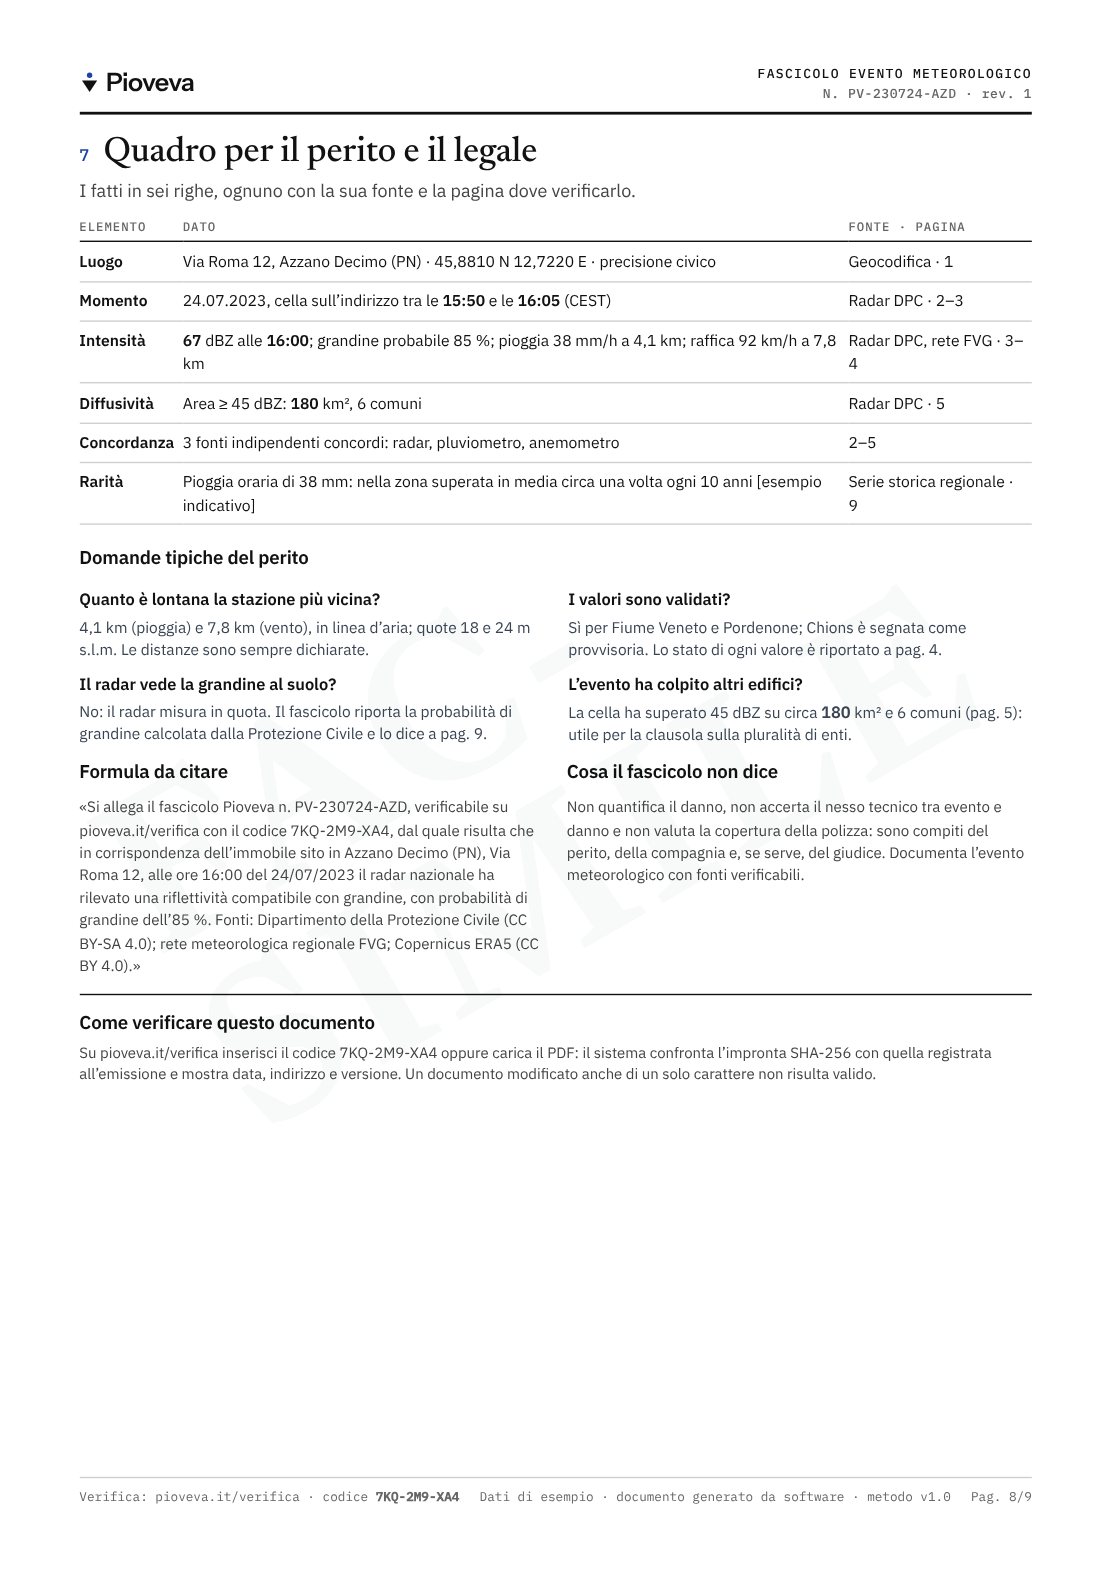 Pioveva
FASCICOLO EVENTO METEOROLOGICO
N. PV-230724-AZD · rev. 1
7 Quadro per il perito e il legale
I fatti in sei righe, ognuno con la sua fonte e la pagina dove verificarlo.
ELEMENTO DATO FONTE · PAGINA
Luogo Via Roma 12, Azzano Decimo (PN) · 45,8810 N 12,7220 E · precisione civico Geocodifica · 1
Momento 24.07.2023, cella sull’indirizzo tra le 15:50 e le 16:05 (CEST) Radar DPC · 2–3
Intensità 67 dBZ alle 16:00; grandine probabile 85 %; pioggia 38 mm/h a 4,1 km; raffica 92 km/h a 7,8 Radar DPC, rete FVG · 3–
km 4
Diffusività Area ≥ 45 dBZ: 180 km², 6 comuni Radar DPC · 5
Concordanza 3 fonti indipendenti concordi: radar, pluviometro, anemometro 2–5
Rarità Pioggia oraria di 38 mm: nella zona superata in media circa una volta ogni 10 anni [esempio Serie storica regionale ·
indicativo] 9
Domande tipiche del perito
Quanto è lontana la stazione più vicina?
4,1 km (pioggia) e 7,8 km (vento), in linea d’aria; quote 18 e 24 m
s.l.m. Le distanze sono sempre dichiarate.
I valori sono validati?
Sì per Fiume Veneto e Pordenone; Chions è segnata come
provvisoria. Lo stato di ogni valore è riportato a pag. 4.
Il radar vede la grandine al suolo?
No: il radar misura in quota. Il fascicolo riporta la probabilità di
grandine calcolata dalla Protezione Civile e lo dice a pag. 9.
L’evento ha colpito altri edifici?
La cella ha superato 45 dBZ su circa 180 km² e 6 comuni (pag. 5):
utile per la clausola sulla pluralità di enti.
Formula da citare
«Si allega il fascicolo Pioveva n. PV-230724-AZD, verificabile su
pioveva.it/verifica con il codice 7KQ-2M9-XA4, dal quale risulta che
in corrispondenza dell’immobile sito in Azzano Decimo (PN), Via
Roma 12, alle ore 16:00 del 24/07/2023 il radar nazionale ha
rilevato una riflettività compatibile con grandine, con probabilità di
grandine dell’85 %. Fonti: Dipartimento della Protezione Civile (CC
BY-SA 4.0); rete meteorologica regionale FVG; Copernicus ERA5 (CC
BY 4.0).»
Cosa il fascicolo non dice
Non quantifica il danno, non accerta il nesso tecnico tra evento e
danno e non valuta la copertura della polizza: sono compiti del
perito, della compagnia e, se serve, del giudice. Documenta l’evento
meteorologico con fonti verificabili.
Come verificare questo documento
Su pioveva.it/verifica inserisci il codice 7KQ-2M9-XA4 oppure carica il PDF: il sistema confronta l’impronta SHA-256 con quella registrata
all’emissione e mostra data, indirizzo e versione. Un documento modificato anche di un solo carattere non risulta valido.
FAC-
SIMILE
Verifica: pioveva.it/verifica · codice 7KQ-2M9-XA4 Dati di esempio · documento generato da software · metodo v1.0 Pag. 8/9